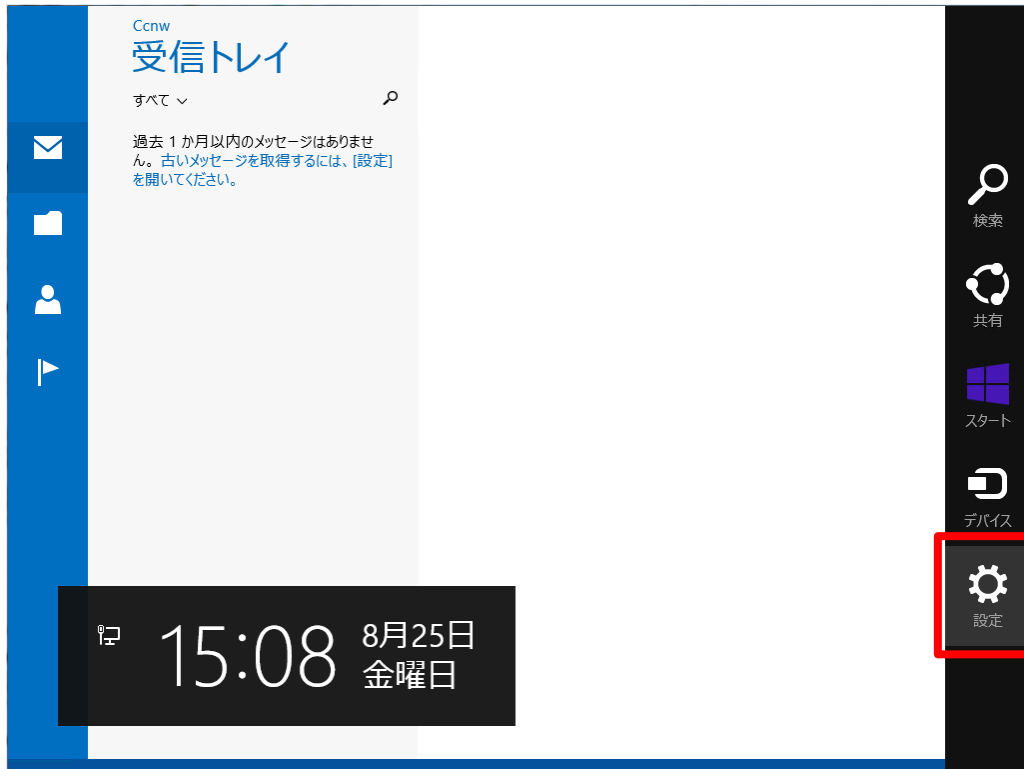 Ccnw
受信トレイ
すべて
過去 1 か月以内のメッセージはありませ
ん。古いメッセージを取得するには、[設定]
を開いてください。
検索
共有
スタート
デバイス
設定
15:08
8月25日
金曜日